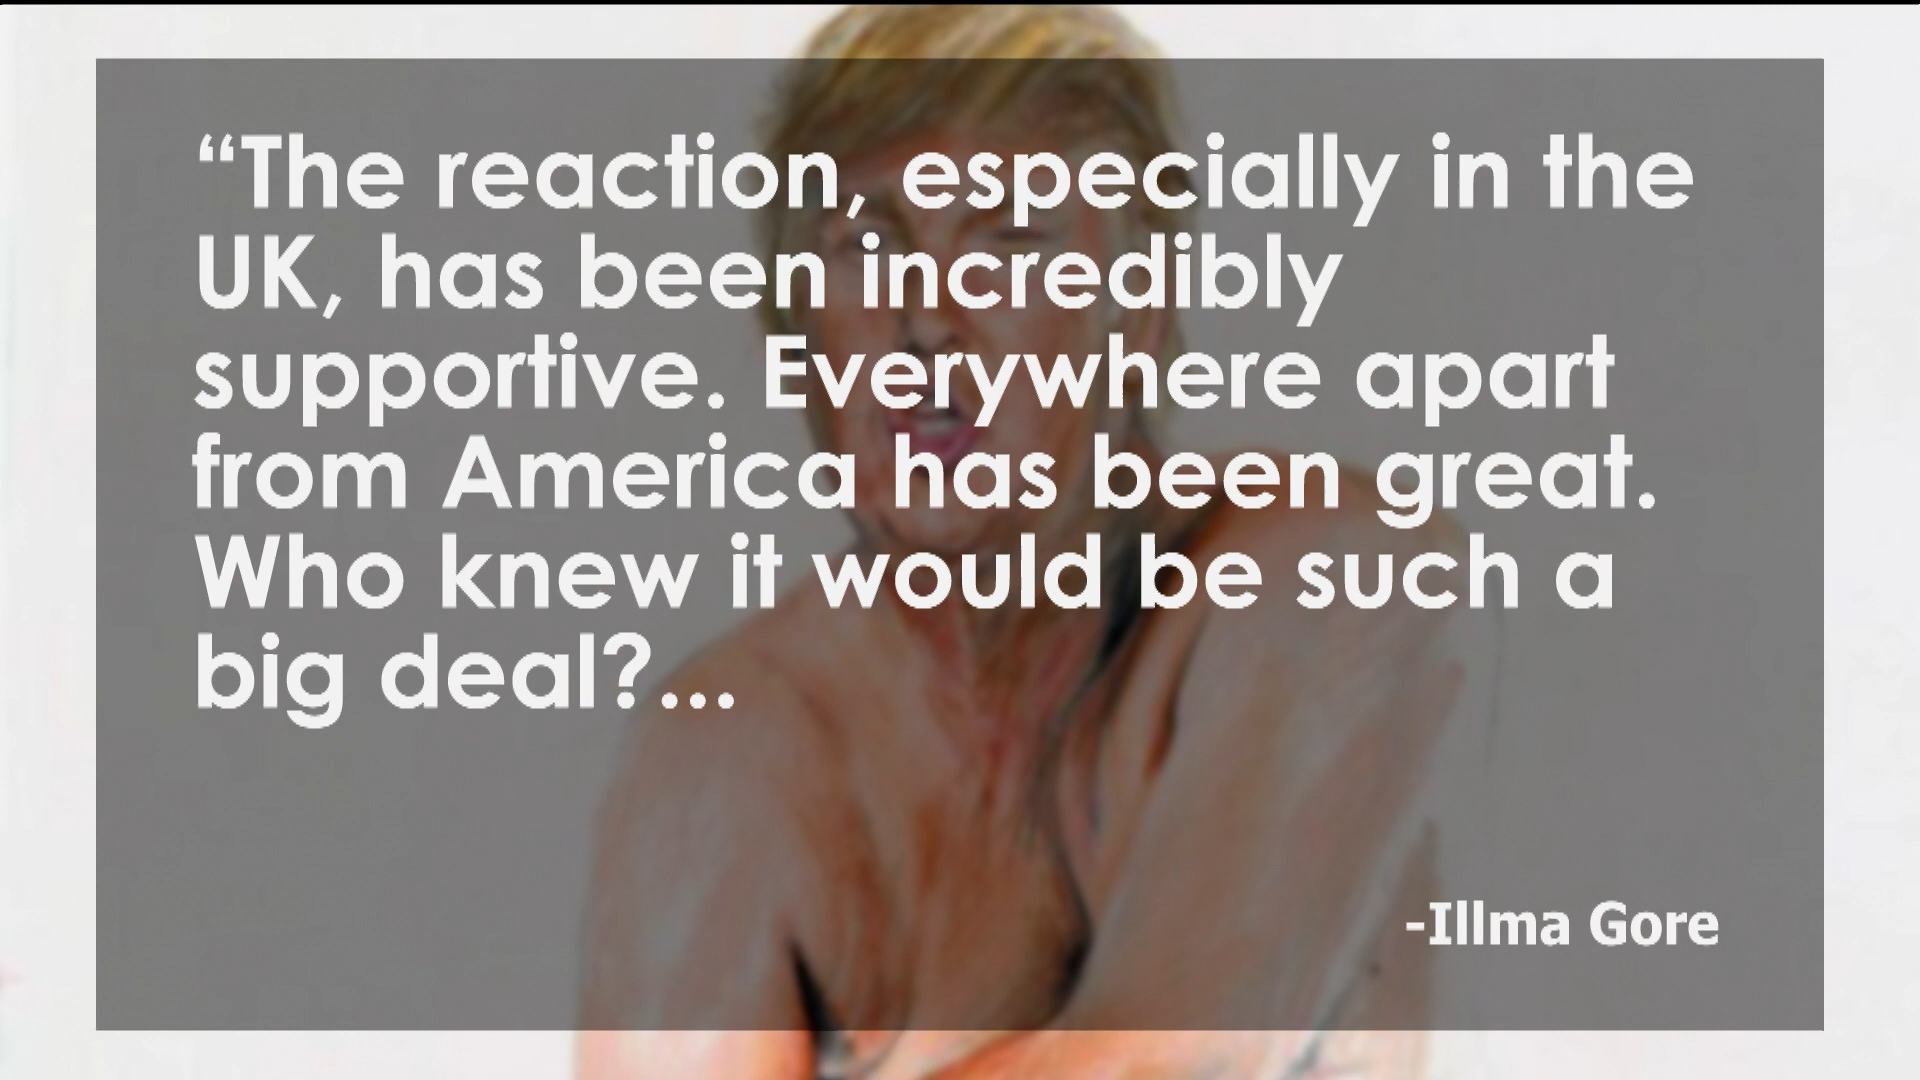 “The reaction, especially in the
UK, has been incredibly
supportive. Everywhere apart
from America has been great.
Who knew it would be such a
big deal?...
-Illma Gore